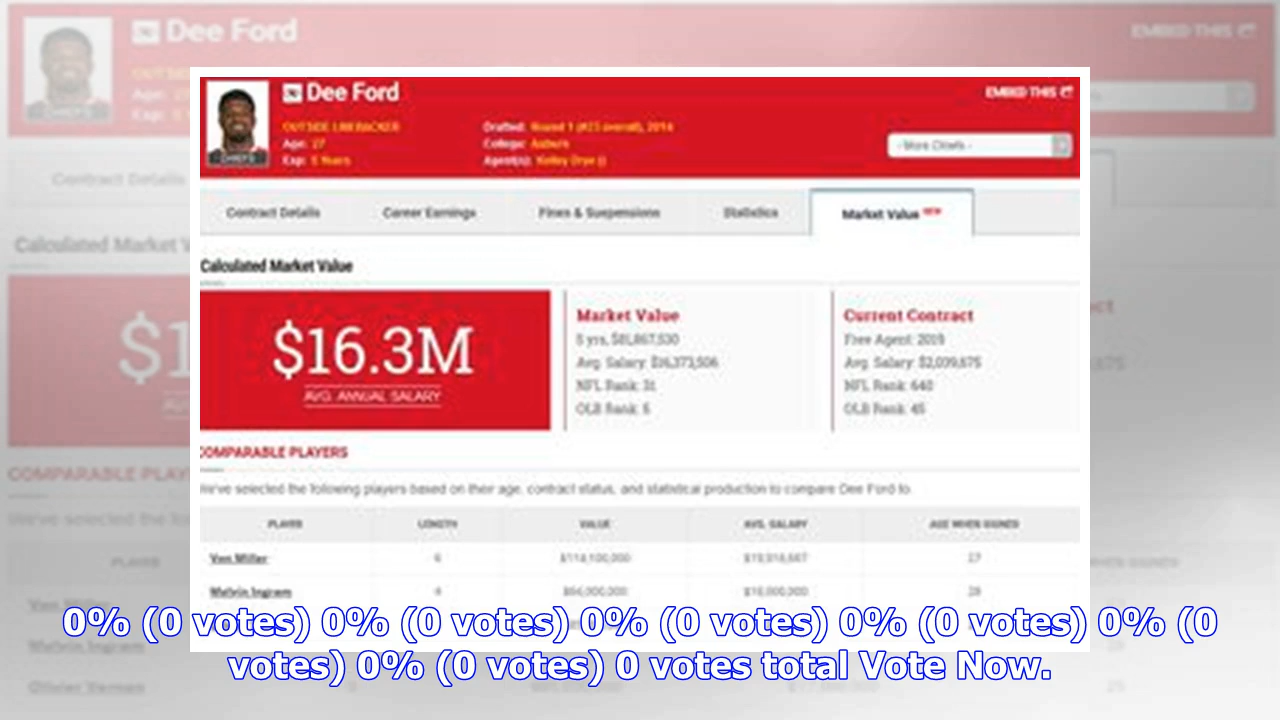 Dee Ford
EMBED THIS
OUTSIDE LINEBACKER
Age: 27
Exp: 5 Years
Drafted: Round 1 (#23 overall), 2014
College: Auburn
Agent(s): Kelley Drye ()
- More Chiefs -
CHIEFS
Contract Details
Career Earnings
Fines & Suspensions
Statistics
Market Value NEW
Calculated Market Value
$16.3M
AVG. ANNUAL SALARY
Market Value
5 yrs, $81,867,530
Avg. Salary: $16,373,506
NFL Rank: 31
OLB Rank: 5
Current Contract
Free Agent: 2019
Avg. Salary: $2,039,675
NFL Rank: 640
OLB Rank: 45
COMPARABLE PLAYERS
We've selected the following players based on their age, contract status, and statistical production to compare Dee Ford to.
PLAYER LENGTH VALUE AVG. SALARY AGE WHEN SIGNED
Von Miller 6 $114,100,000 27
Melvin Ingram 4 $64,000,000 $16,000,000 28
0% (0 votes) 0% (0 votes) 0% (0 votes) 0% (0 votes) 0% (0
votes) 0% (0 votes) 0 votes total Vote Now.